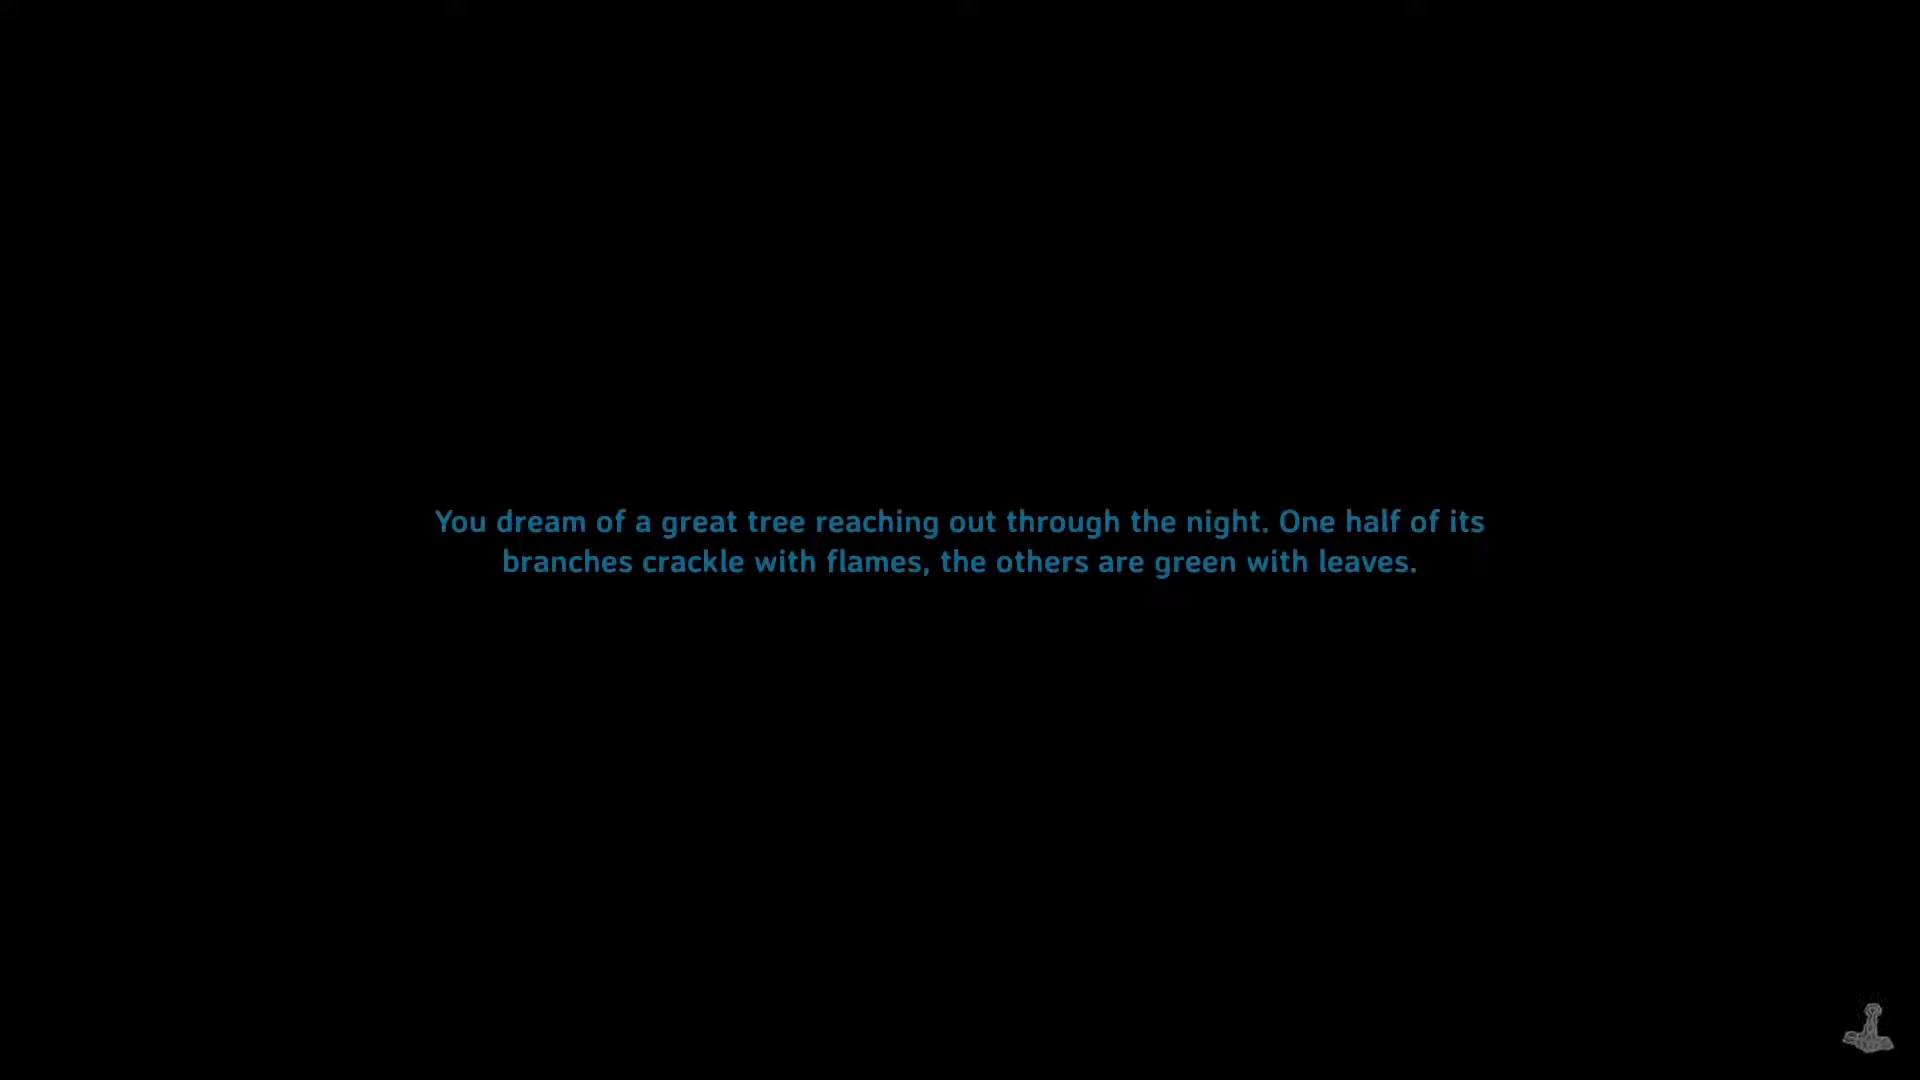 You dream of a great tree reaching out through the night. One half of its
branches crackle with flames, the others are green with leaves.